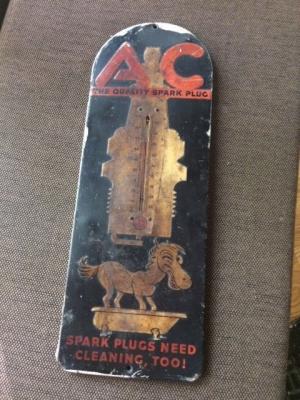 AC
THE QUALITY SPARK PLUG
SPARK PLUGS NEED
CLEANING, TOO!